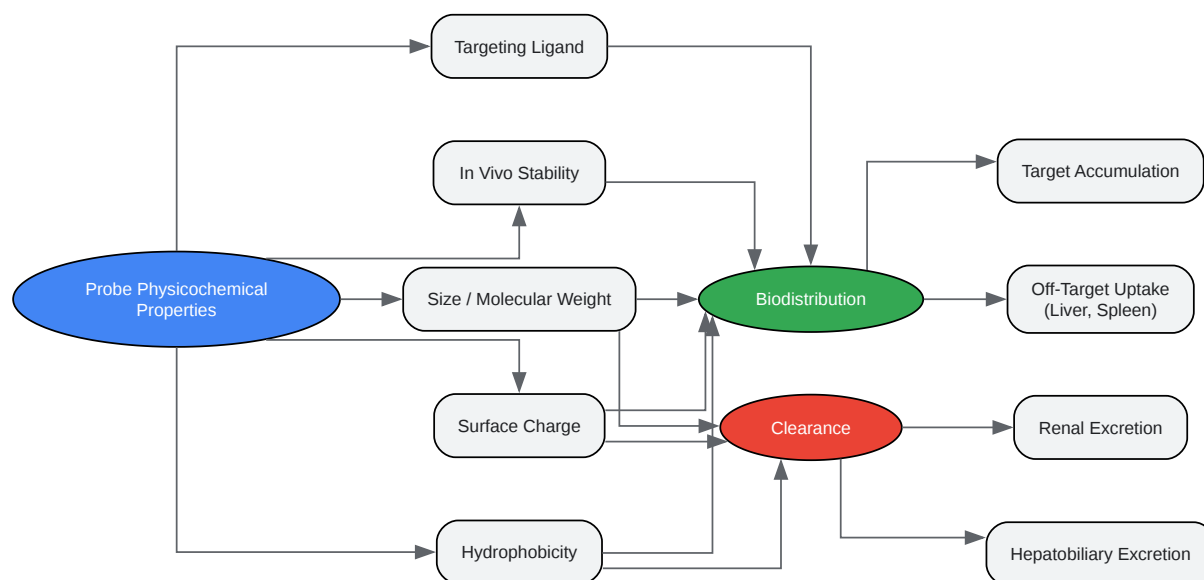 Targeting Ligand
In Vivo Stability
Target Accumulation
Probe Physicochemical
Properties
Size / Molecular Weight
Biodistribution
Off-Target Uptake
(Liver, Spleen)
Surface Charge
Clearance
Renal Excretion
Hydrophobicity
Hepatobiliary Excretion